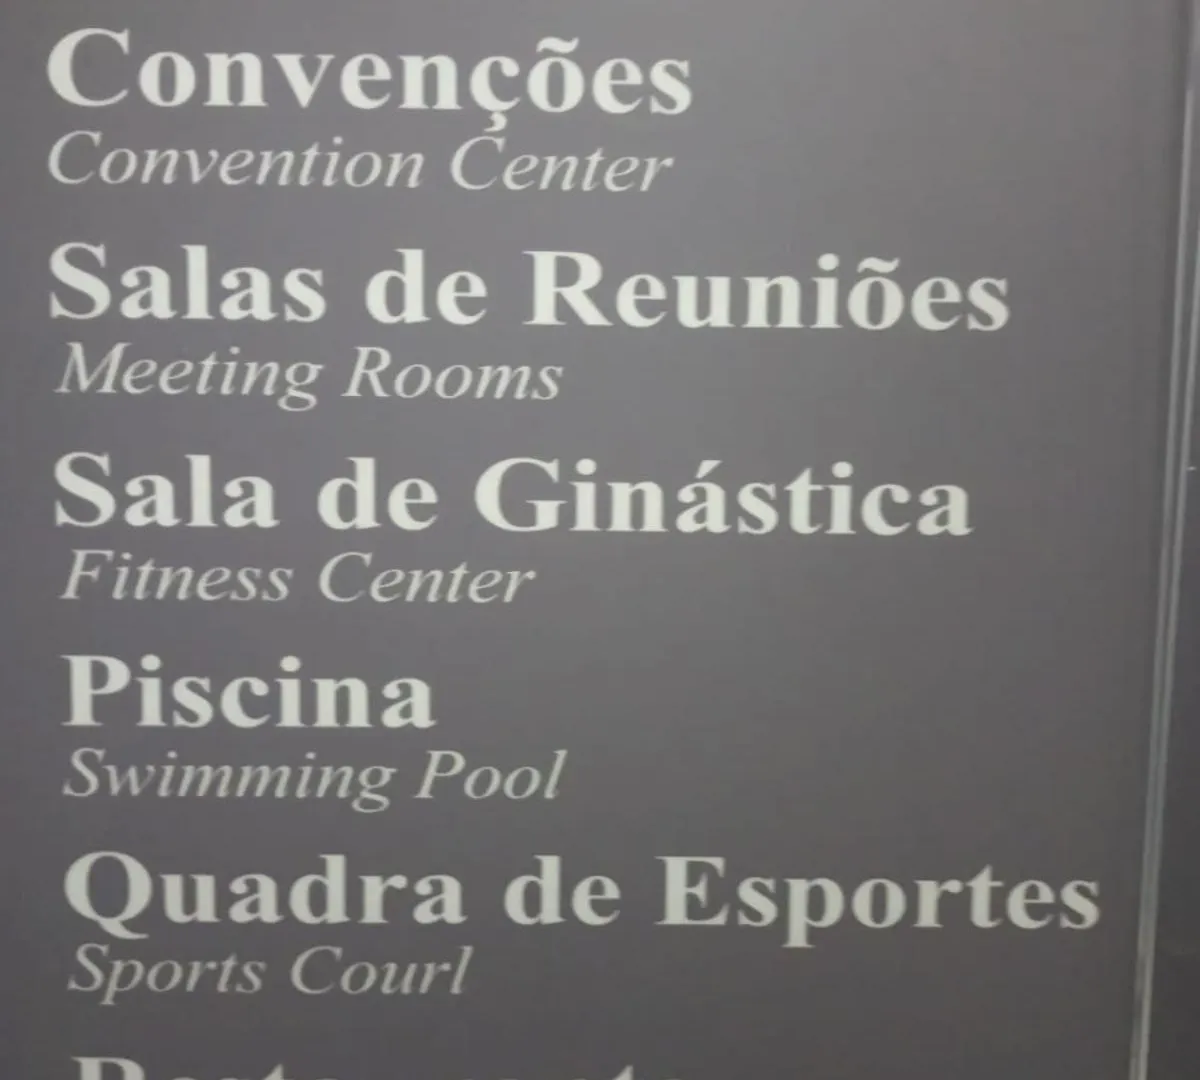 Convenções
Convention Center
Salas de Reuniões
Meeting Rooms
Sala de Ginástica
Fitness Center
Piscina
Swimming Pool
Quadra de Esportes
Sports Courl